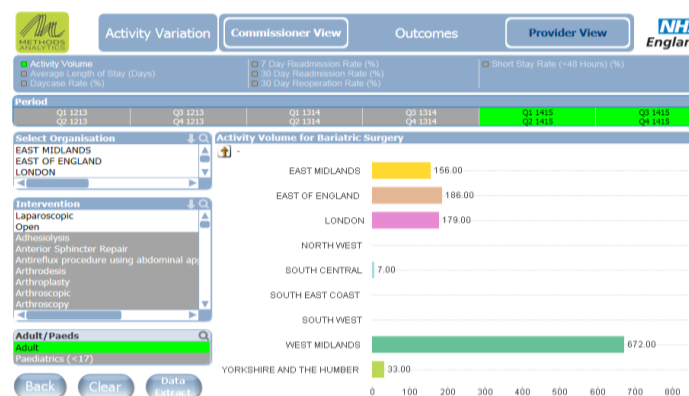 METHODS
ANALYTICS
Activity Variation
Commissioner View
Outcomes
Provider View
NH
Englan
Activity Volume
Average Length of Stay (Days)
Daycase Rate (%)
7 Day Readmission Rate (%)
30 Day Readmission Rate (%)
30 Day Reoperation Rate (%)
Short Stay Rate (<48 Hours) (%)
Period
Q1 1213 Q3 1213 Q1 1314 Q3 1314 Q1 1415 Q3 1415
Q2 1213 Q4 1213 Q2 1314 Q4 1314 Q2 1415 Q4 1415
Select Organisation
EAST MIDLANDS
EAST OF ENGLAND
LONDON
Intervention
Laparoscopic
Open
Adhesiolysis
Anterior Sphincter Repair
Antireflux procedure using abdominal ap
Arthrodesis
Arthroplasty
Arthroscopic
Arthroscopy
Adult/Paeds
Adult
Paediatrics (<17)
Back
Clear
Data
Extract
Activity Volume for Bariatric Surgery
-
EAST MIDLANDS 156.00
EAST OF ENGLAND 186.00
LONDON 179.00
NORTH WEST
SOUTH CENTRAL 7.00
SOUTH EAST COAST
SOUTH WEST
WEST MIDLANDS 672.00
YORKSHIRE AND THE HUMBER 33.00
0 100 200 300 400 500 600 700 800